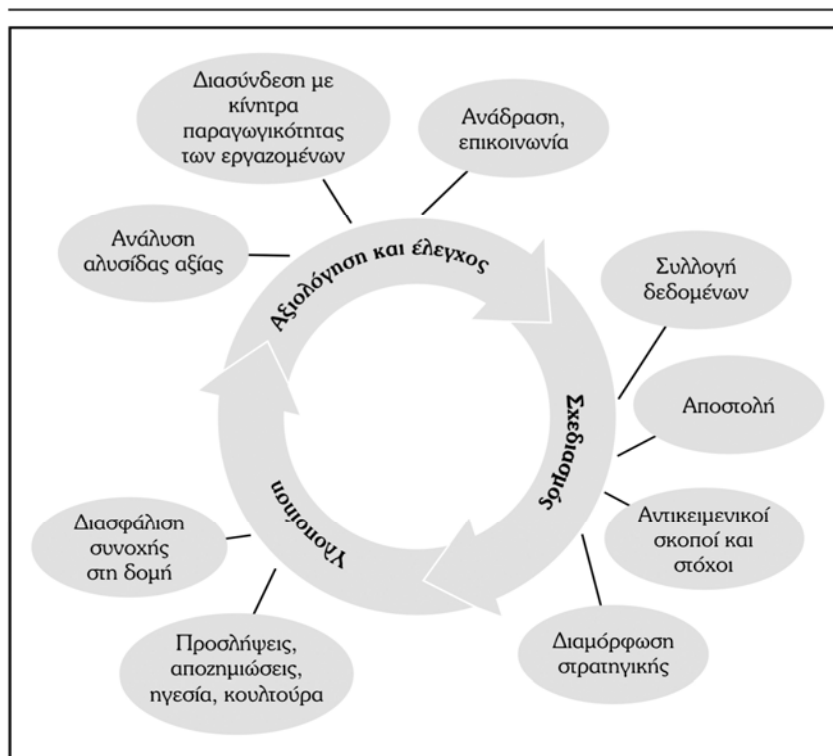 Διασύνδεση με
κίνητρα
παραγωγικότητας
των εργαζομένων
Ανάδραση,
επικοινωνία
Ανάλυση
αλυσίδας αξίας
Αξιολόγηση και έλεγχος
Συλλογή
δεδομένων
Αποστολή
Σχεδιασμός
Αντικειμενικοί
σκοποί και
στόχοι
Διαμόρφωση
στρατηγικής
Υλοποίηση
Διασφάλιση
συνοχής
στη δομή
Προσλήψεις,
αποζημιώσεις,
ηγεσία, κουλτούρα